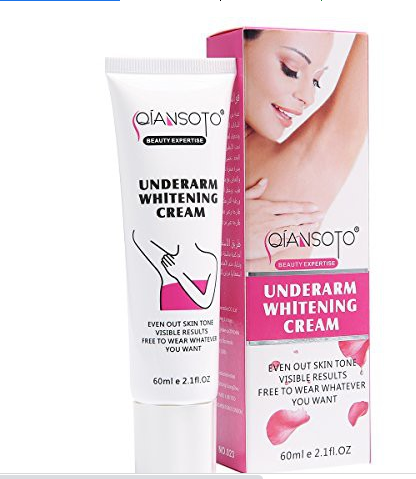 QIANSOTO®
BEAUTY EXPERTISE
UNDERARM
WHITENING
CREAM
EVEN OUT SKIN TONE
VISIBLE RESULTS
FREE TO WEAR WHATEVER
YOU WANT
60ml e 2.1fl.OZ
QIANSOTO®
BEAUTY EXPERTISE
UNDERARM
WHITENING
CREAM
EVEN OUT SKIN TONE
VISIBLE RESULTS
FREE TO WEAR WHATEVER
YOU WANT
60ml e 2.1fl.OZ
NO.023